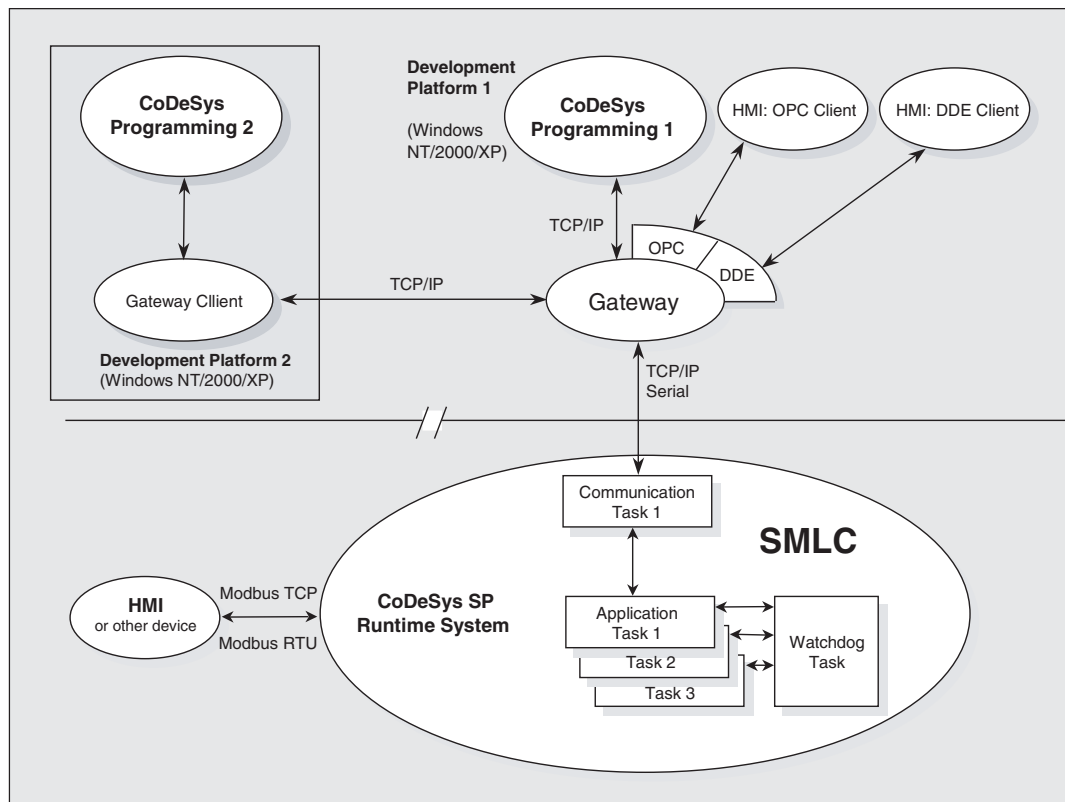 CoDeSys
Programming 2
Development
Platform 1
(Windows
NT/2000/XP)
CoDeSys
Programming 1
HMI: OPC Client
HMI: DDE Client
TCP/IP
OPC
DDE
Gateway Cllient
TCP/IP
Gateway
Development Platform 2
(Windows NT/2000/XP)
TCP/IP
Serial
Communication
Task 1
SMLC
HMI
or other device
Modbus TCP
Modbus RTU
CoDeSys SP
Runtime System
Application
Task 1
Task 2
Task 3
Watchdog
Task